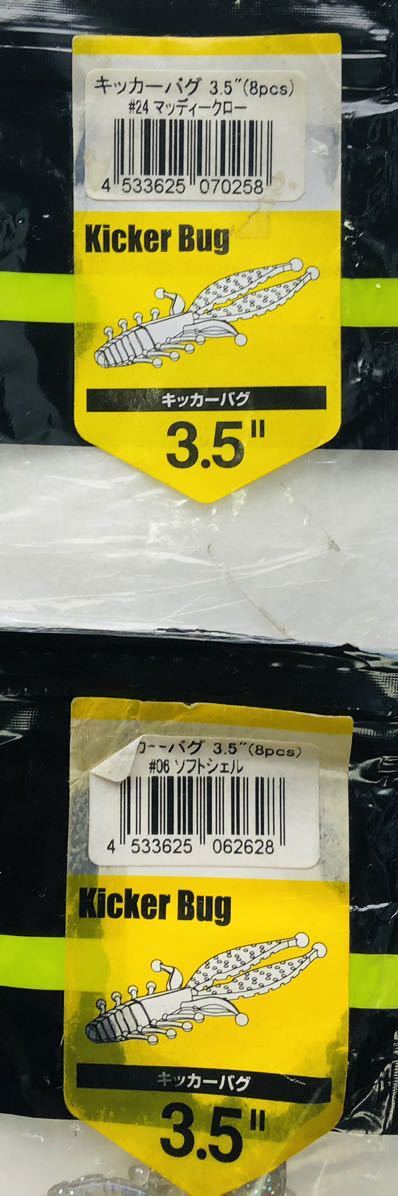 キッカーバグ 3.5"(8pcs)
#24 マッディークロー
4 533625 070258
Kicker Bug
キッカーバグ
3.5"
カーバグ 3.5"(8pcs)
#06 ソフトシェル
4 533625 062628
Kicker Bug
キッカーバグ
3.5"